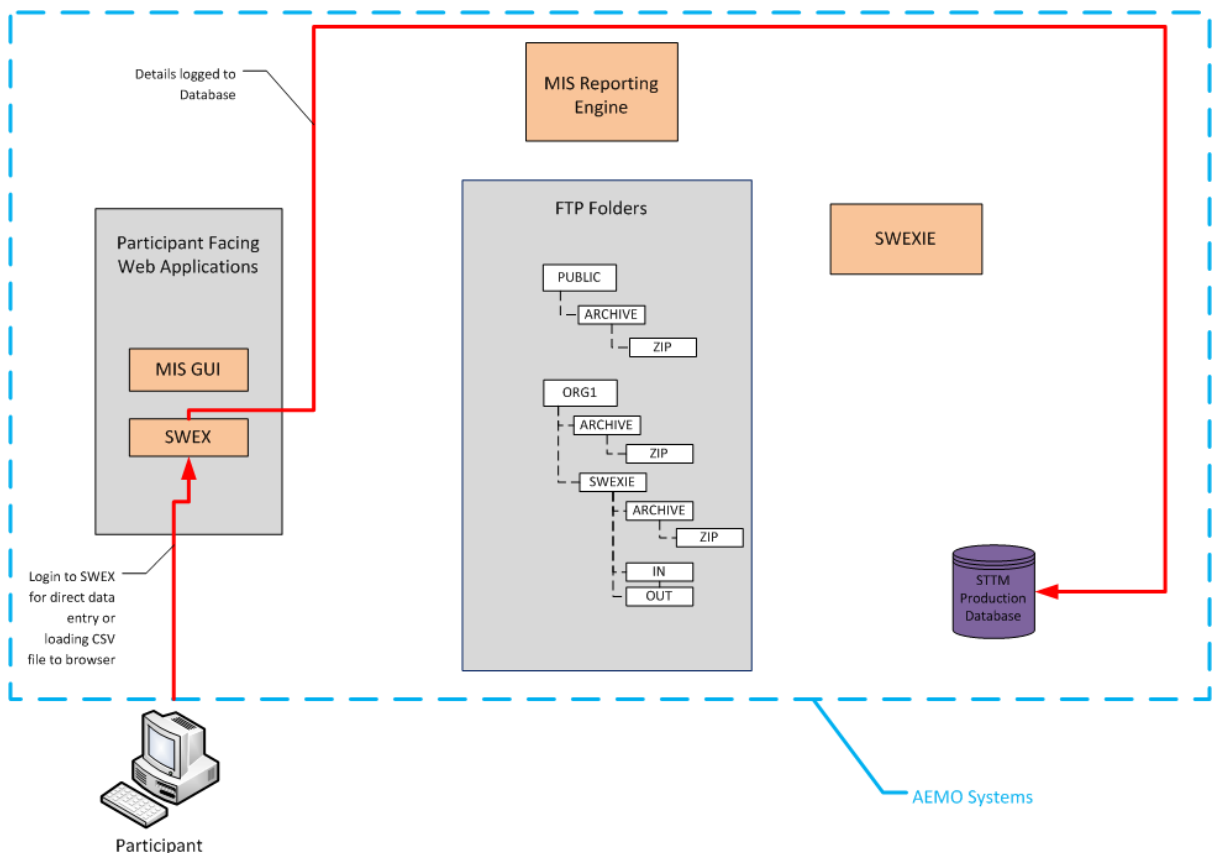 Details logged to
Database
MIS Reporting
Engine
FTP Folders
Participant Facing
Web Applications
SWEXIE
PUBLIC
ARCHIVE
ZIP
MIS GUI
SWEX
ORG1
ARCHIVE
ZIP
SWEXIE
ARCHIVE
ZIP
IN
OUT
Login to SWEX
for direct data
entry or
loading CSV
file to browser
STTM
Production
Database
AEMO Systems
Participant